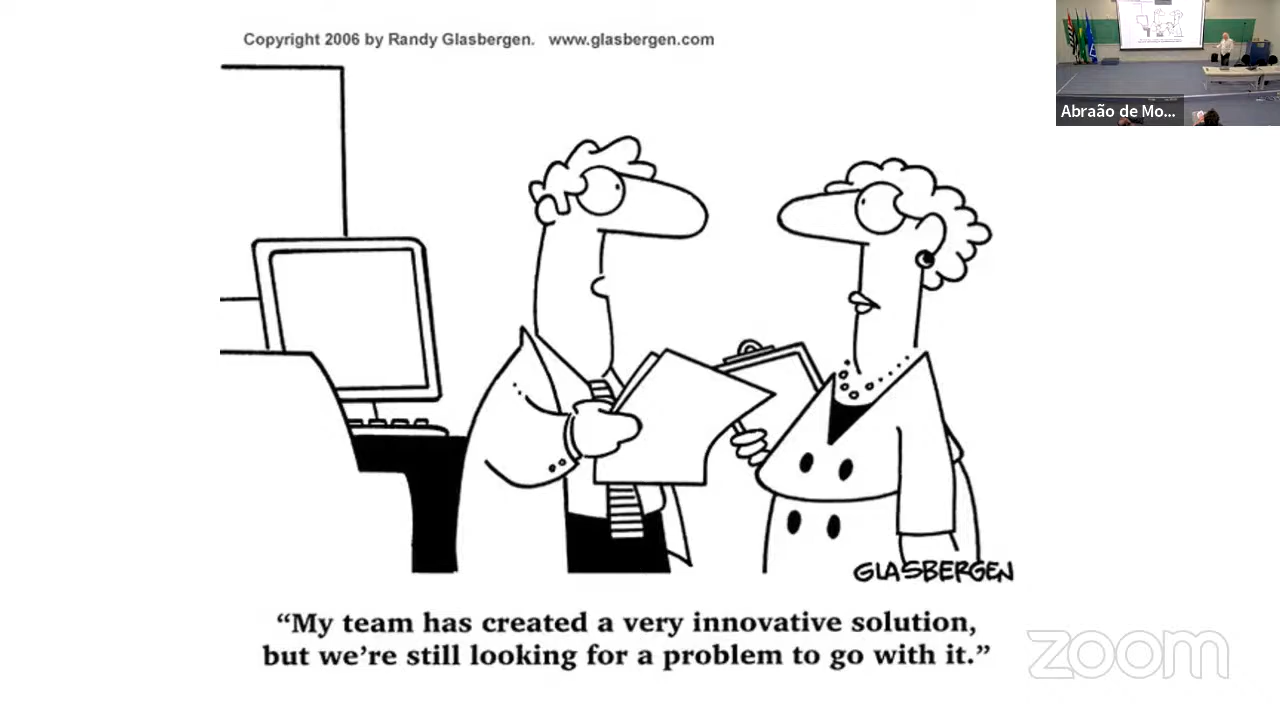 Copyright 2006 by Randy Glasbergen.   www.glasbergen.com
Abraão de Mo...
GLASBERGEN
“My team has created a very innovative solution,
but we’re still looking for a problem to go with it.”
zoom